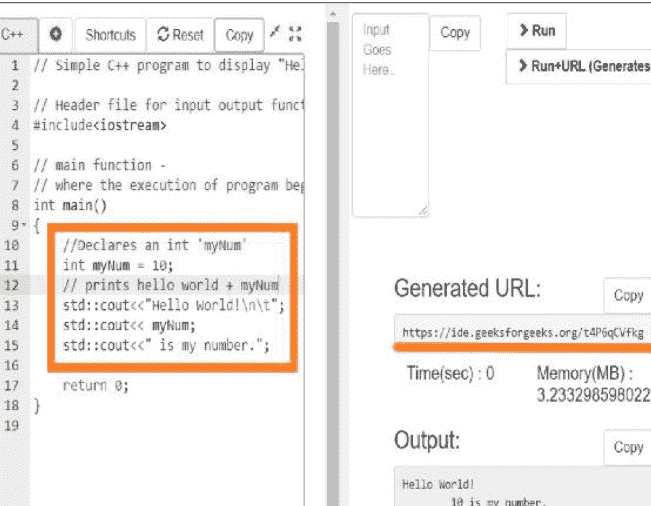 C++
Shortcuts
Reset
Copy
1 // Simple C++ program to display "Hel
2
3 // Header file for input output funct
4 #include<iostream>
5
6 // main function -
7 // where the execution of program beg
8 int main()
9 {
10 //Declares an int 'myNum'
11 int myNum = 10;
12 // prints hello world + myNum
13 std::cout<<"Hello World!\n\t";
14 std::cout<< myNum;
15 std::cout<<" is my number.";
16
17 return 0;
18 }
19
Input
Goes
Here..
Copy
Run
Run+URL (Generates
Generated URL:
Copy
https://ide.geeksforgeeks.org/t4P6qCVfkg
Time(sec) : 0
Memory(MB) :
3.233298598022
Output:
Copy
Hello World!
10 is my number.